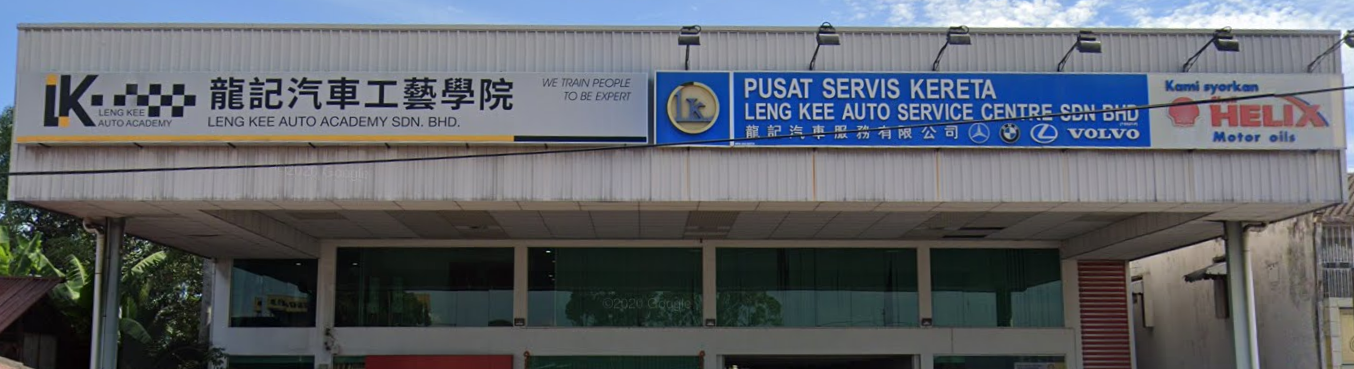 LK
LENG KEE
AUTO ACADEMY
龍記汽車工藝學院
LENG KEE AUTO ACADEMY SDN. BHD.
WE TRAIN PEOPLE
TO BE EXPERT
Lk
PUSAT SERVIS KERETA
LENG KEE AUTO SERVICE CENTRE SDN BHD
龍記汽車服務有限公司 VOLVO
Kami syorkan
HELIX
Motor oils
©2020 Google